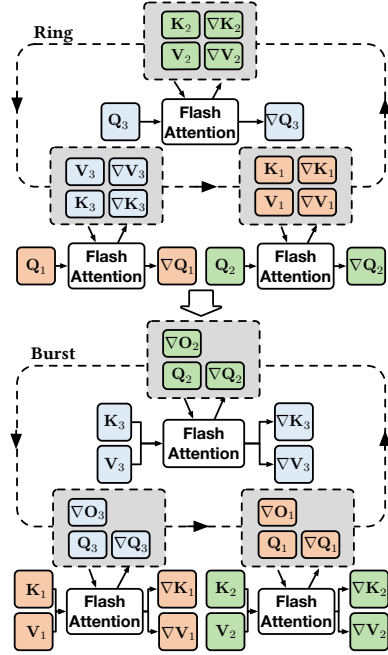 Ring
K₂ ∇K₂
V₂ ∇V₂
Q₃ Flash Attention ∇Q₃
V₃ ∇V₃ K₁ ∇K₁
K₃ ∇K₃ V₁ ∇V₁
Q₁ Flash Attention ∇Q₁ Q₂ Flash Attention ∇Q₂
Burst
∇O₂
Q₂ ∇Q₂
K₃ ∇K₃
Flash Attention
V₃ ∇V₃
∇O₃ ∇O₁
Q₃ ∇Q₃ Q₁ ∇Q₁
K₁ ∇K₁ K₂ ∇K₂
Flash Attention Flash Attention
V₁ ∇V₁ V₂ ∇V₂